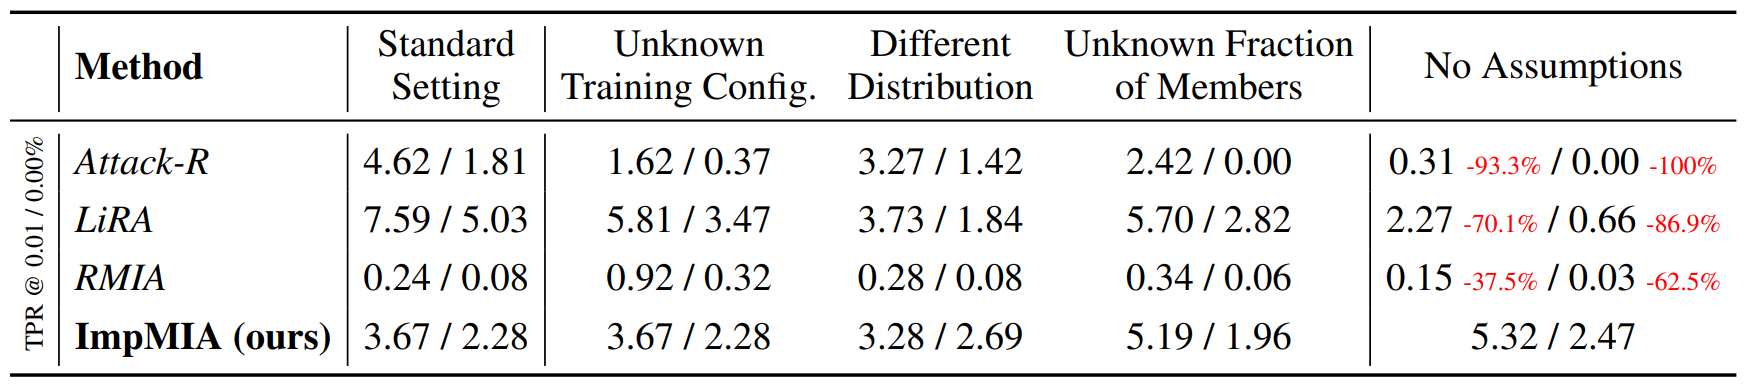 Method Standard Setting Unknown Training Config. Different Distribution Unknown Fraction of Members No Assumptions
TPR @ 0.01 / 0.00%
Attack-R 4.62 / 1.81 1.62 / 0.37 3.27 / 1.42 2.42 / 0.00 0.31 -93.3% / 0.00 -100%
LiRA 7.59 / 5.03 5.81 / 3.47 3.73 / 1.84 5.70 / 2.82 2.27 -70.1% / 0.66 -86.9%
RMIA 0.24 / 0.08 0.92 / 0.32 0.28 / 0.08 0.34 / 0.06 0.15 -37.5% / 0.03 -62.5%
ImpMIA (ours) 3.67 / 2.28 3.67 / 2.28 3.28 / 2.69 5.19 / 1.96 5.32 / 2.47